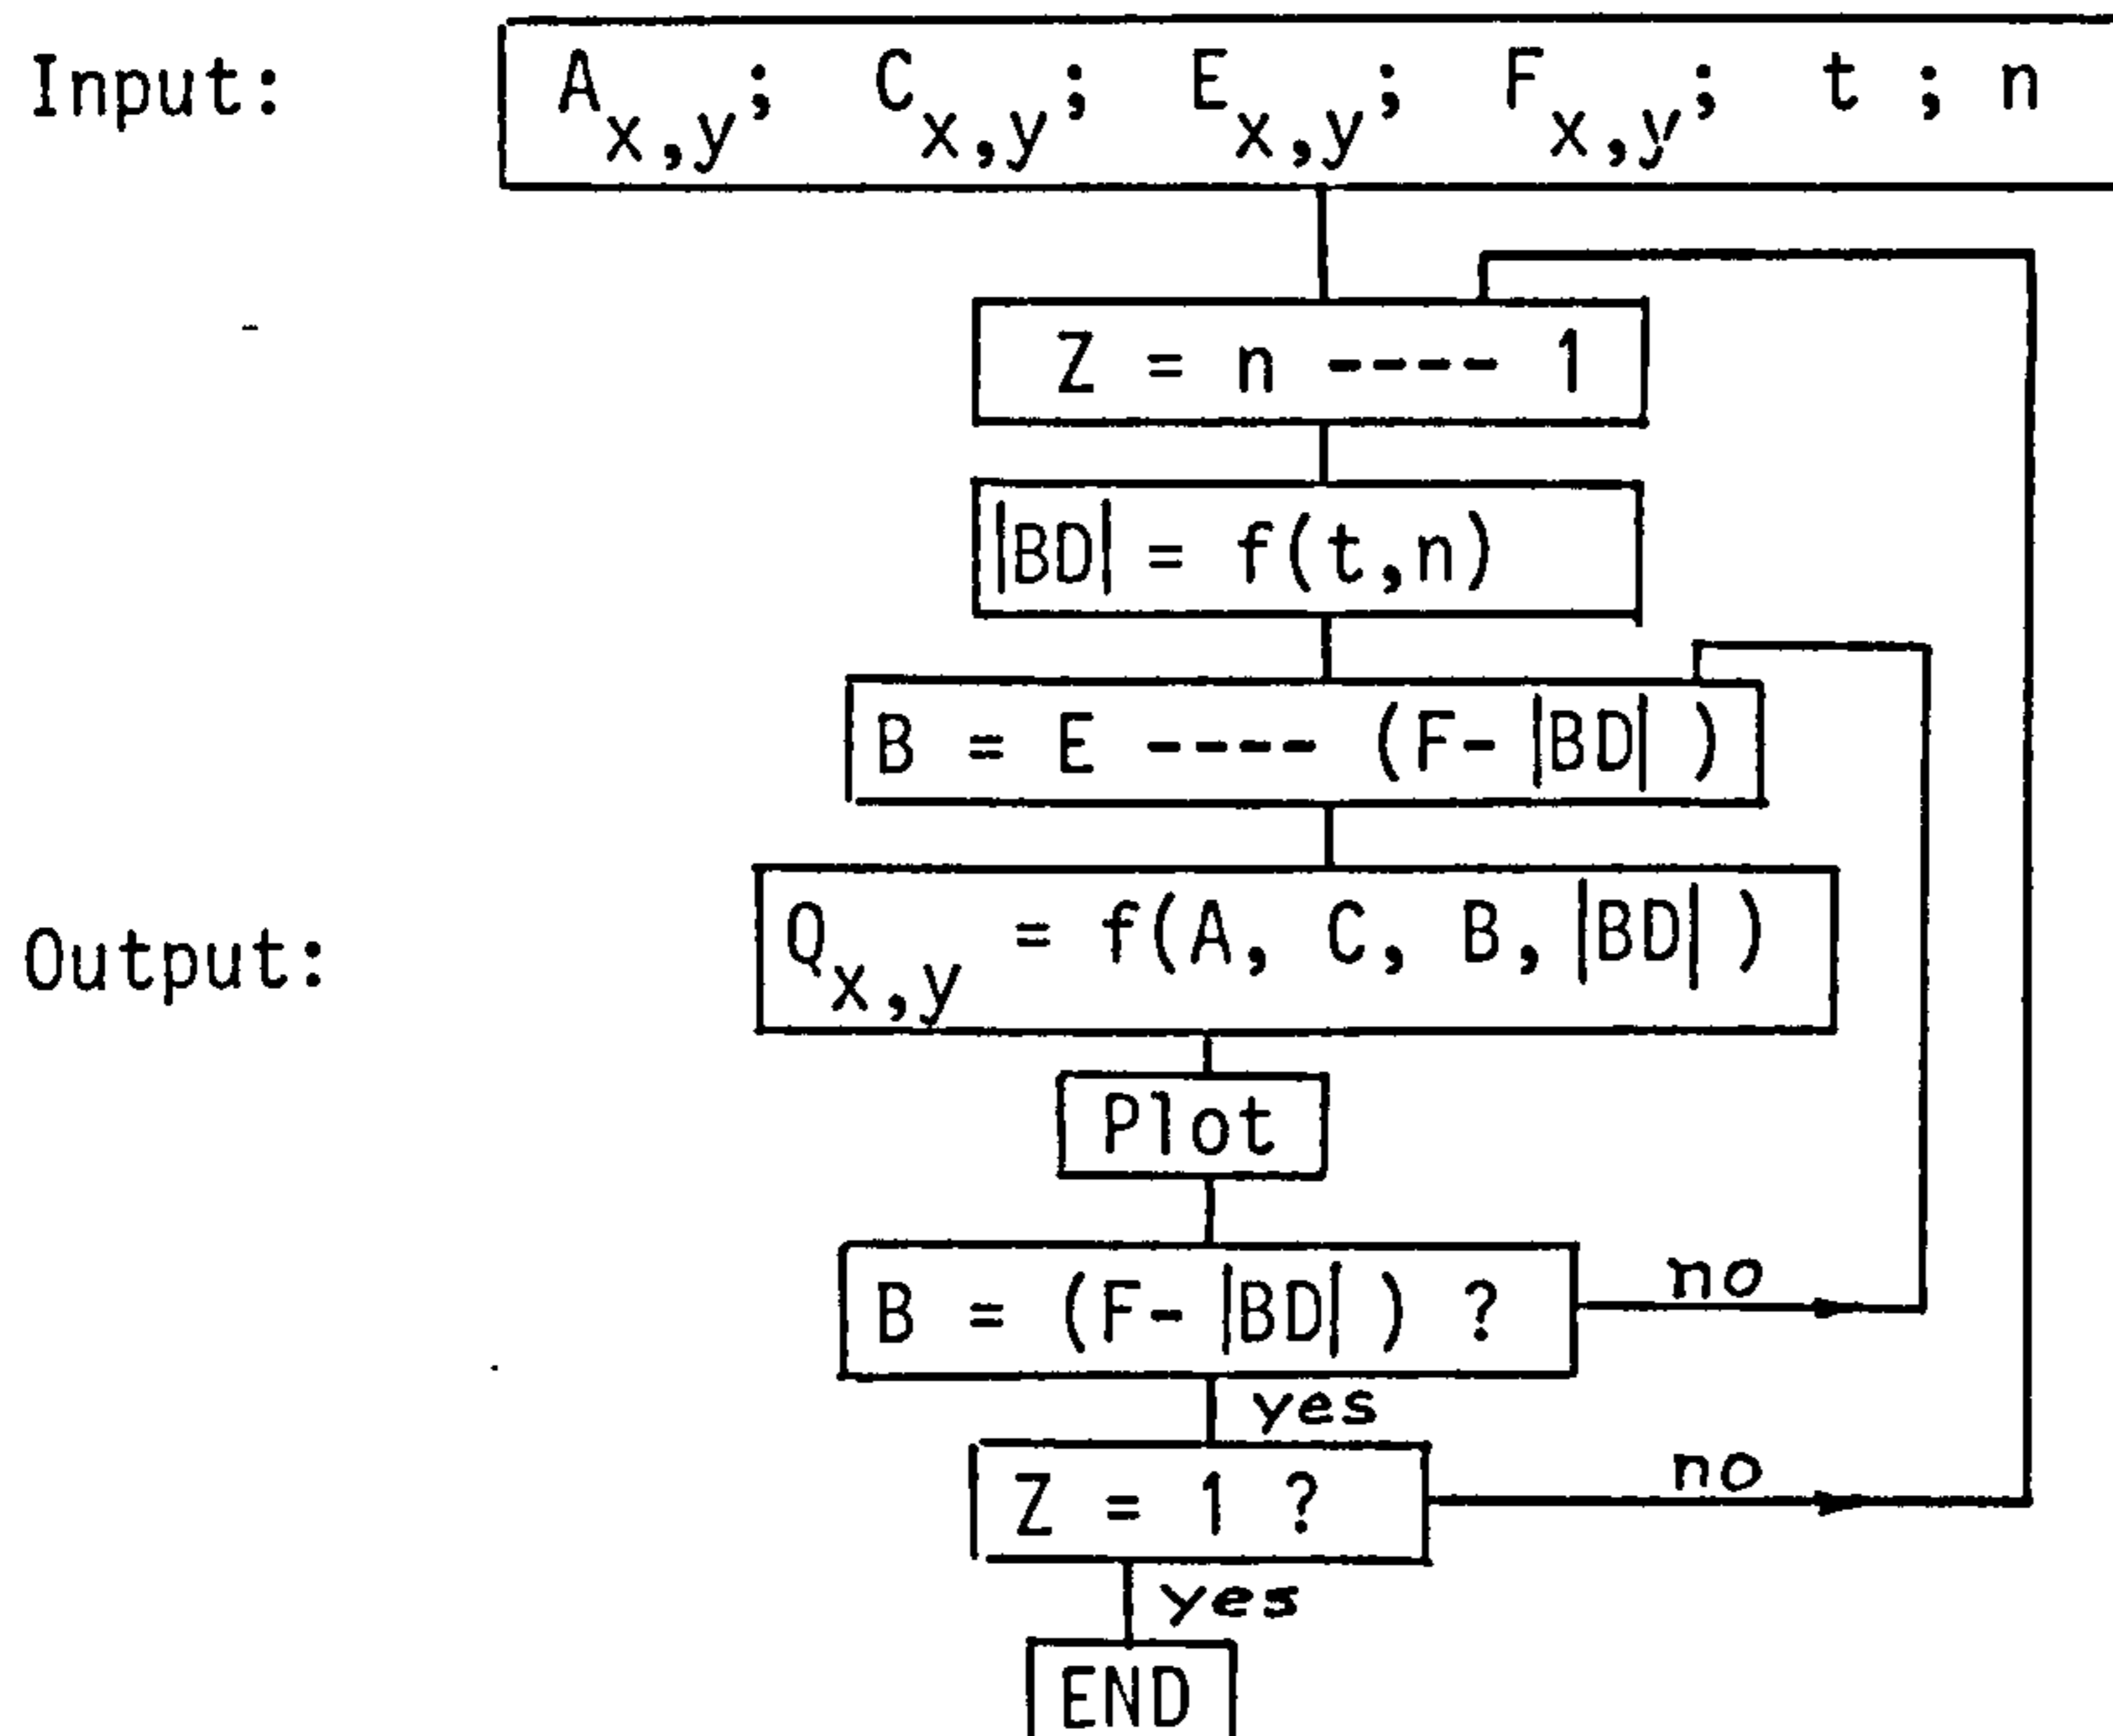 Input: A x,y; C x,y; E x,y; F x,y; t ; n
Z = n ---- 1
|BD| = f(t,n)
B = E ---- (F- |BD| )
Output: Q x,y = f(A, C, B, |BD| )
Plot
B = (F- |BD| ) ? no
yes
Z = 1 ? no
yes
END